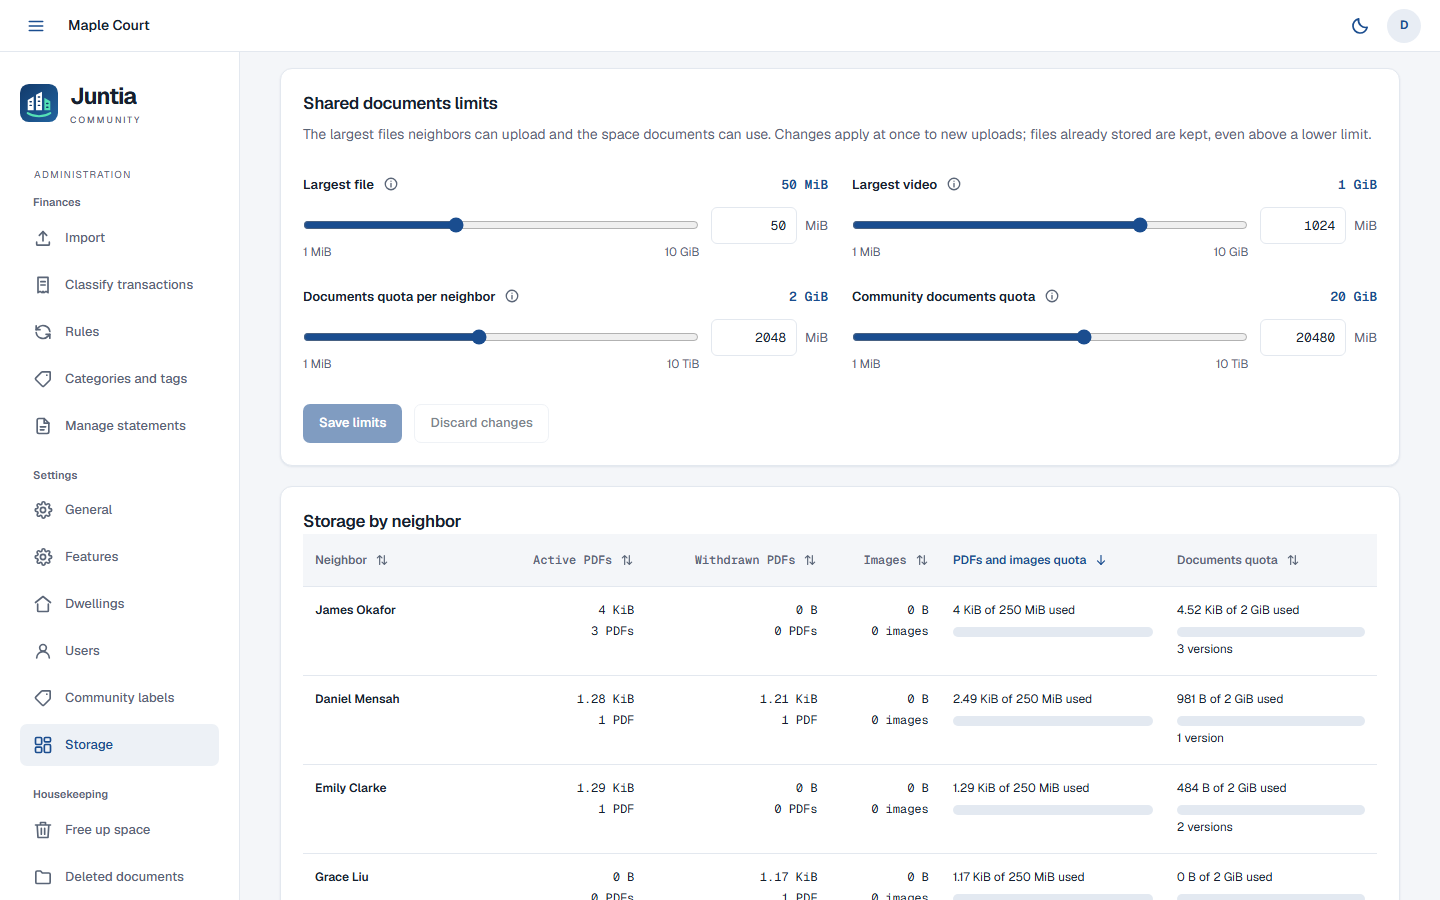 Maple Court
D
Juntia
COMMUNITY
ADMINISTRATION
Finances
Import
Classify transactions
Rules
Categories and tags
Manage statements
Settings
General
Features
Dwellings
Users
Community labels
Storage
Housekeeping
Free up space
Deleted documents
Shared documents limits
The largest files neighbors can upload and the space documents can use. Changes apply at once to new uploads; files already stored are kept, even above a lower limit.
Largest file 50 MiB
50 MiB
1 MiB 10 GiB
Largest video 1 GiB
1024 MiB
1 MiB 10 GiB
Documents quota per neighbor 2 GiB
2048 MiB
1 MiB 10 TiB
Community documents quota 20 GiB
20480 MiB
1 MiB 10 TiB
Save limits Discard changes
Storage by neighbor
Neighbor Active PDFs Withdrawn PDFs Images PDFs and images quota Documents quota
James Okafor 4 KiB 0 B 0 B 4 KiB of 250 MiB used 4.52 KiB of 2 GiB used
3 PDFs 0 PDFs 0 images
3 versions
Daniel Mensah 1.28 KiB 1.21 KiB 0 B 2.49 KiB of 250 MiB used 981 B of 2 GiB used
1 PDF 1 PDF 0 images
1 version
Emily Clarke 1.29 KiB 0 B 0 B 1.29 KiB of 250 MiB used 484 B of 2 GiB used
1 PDF 0 PDFs 0 images
2 versions
Grace Liu 0 B 1.17 KiB 0 B 1.17 KiB of 250 MiB used 0 B of 2 GiB used
0 PDFs 1 PDF 0 images